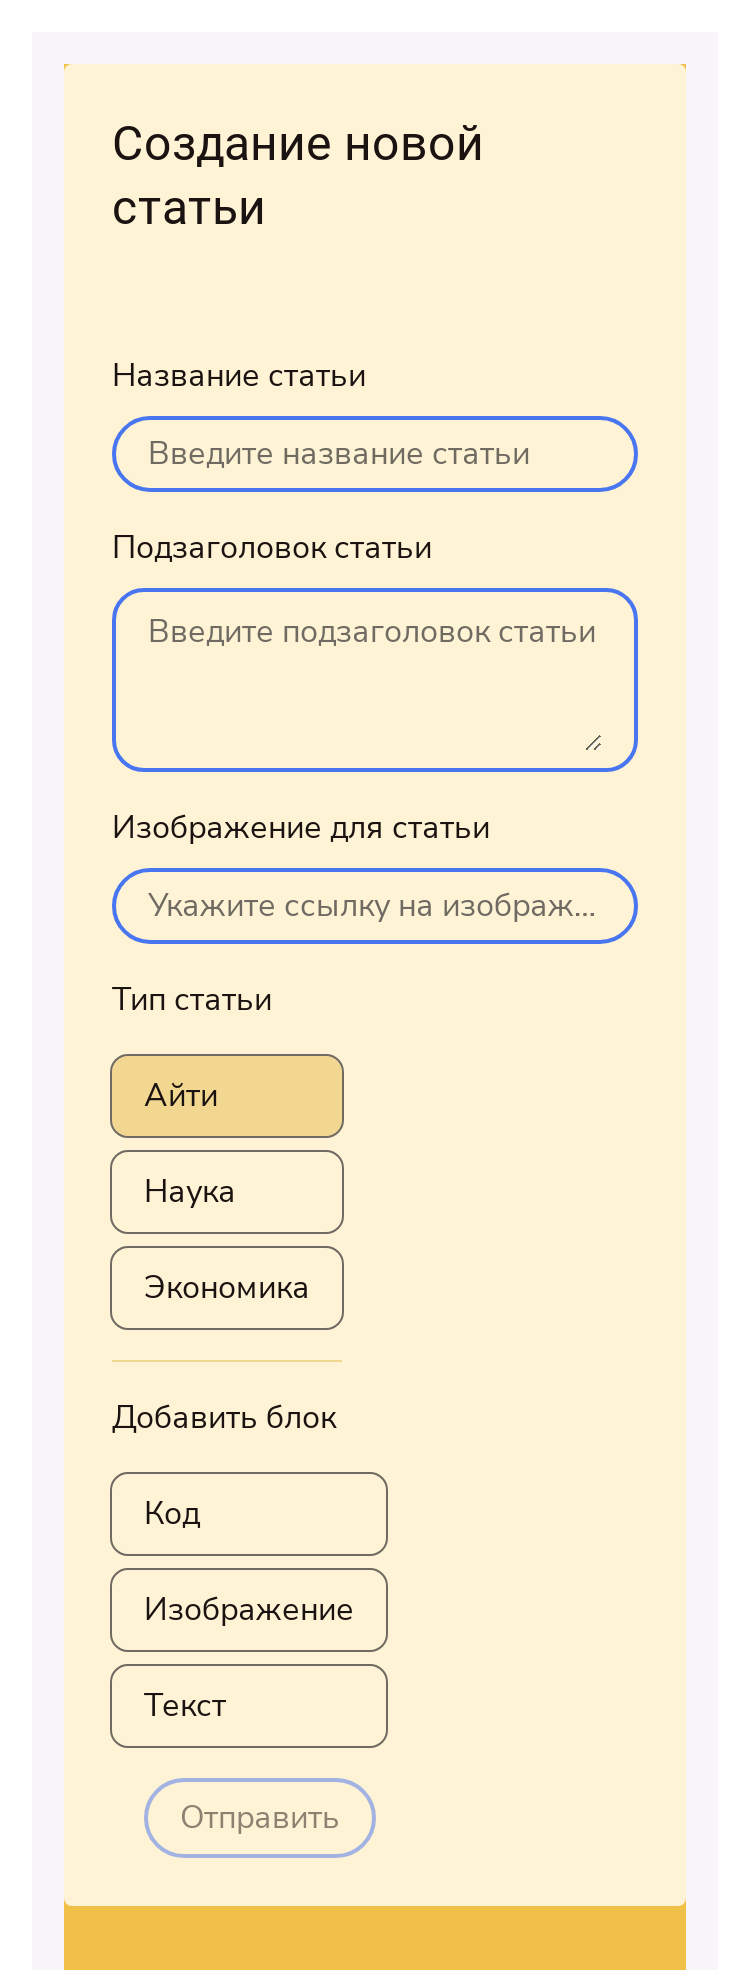 Создание новой
статьи
Название статьи
Введите название статьи
Подзаголовок статьи
Введите подзаголовок статьи
Изображение для статьи
Укажите ссылку на изображ...
Тип статьи
Айти
Наука
Экономика
Добавить блок
Код
Изображение
Текст
Отправить